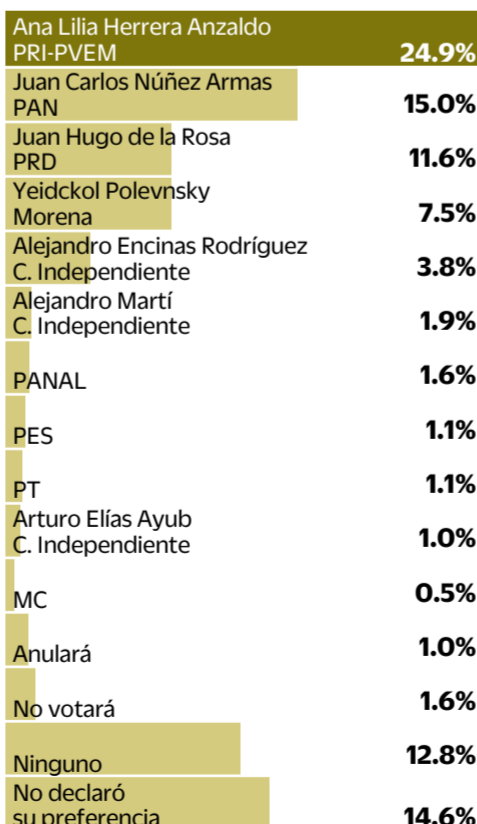 Ana Lilia Herrera Anzaldo
PRI-PVEM 24.9%
Juan Carlos Núñez Armas
PAN 15.0%
Juan Hugo de la Rosa
PRD 11.6%
Yeidckol Polevnsky
Morena 7.5%
Alejandro Encinas Rodríguez
C. Independiente 3.8%
Alejandro Martí
C. Independiente 1.9%
PANAL 1.6%
PES 1.1%
PT 1.1%
Arturo Elías Ayub
C. Independiente 1.0%
MC 0.5%
Anulará 1.0%
No votará 1.6%
Ninguno 12.8%
No declaró
su preferencia 14.6%